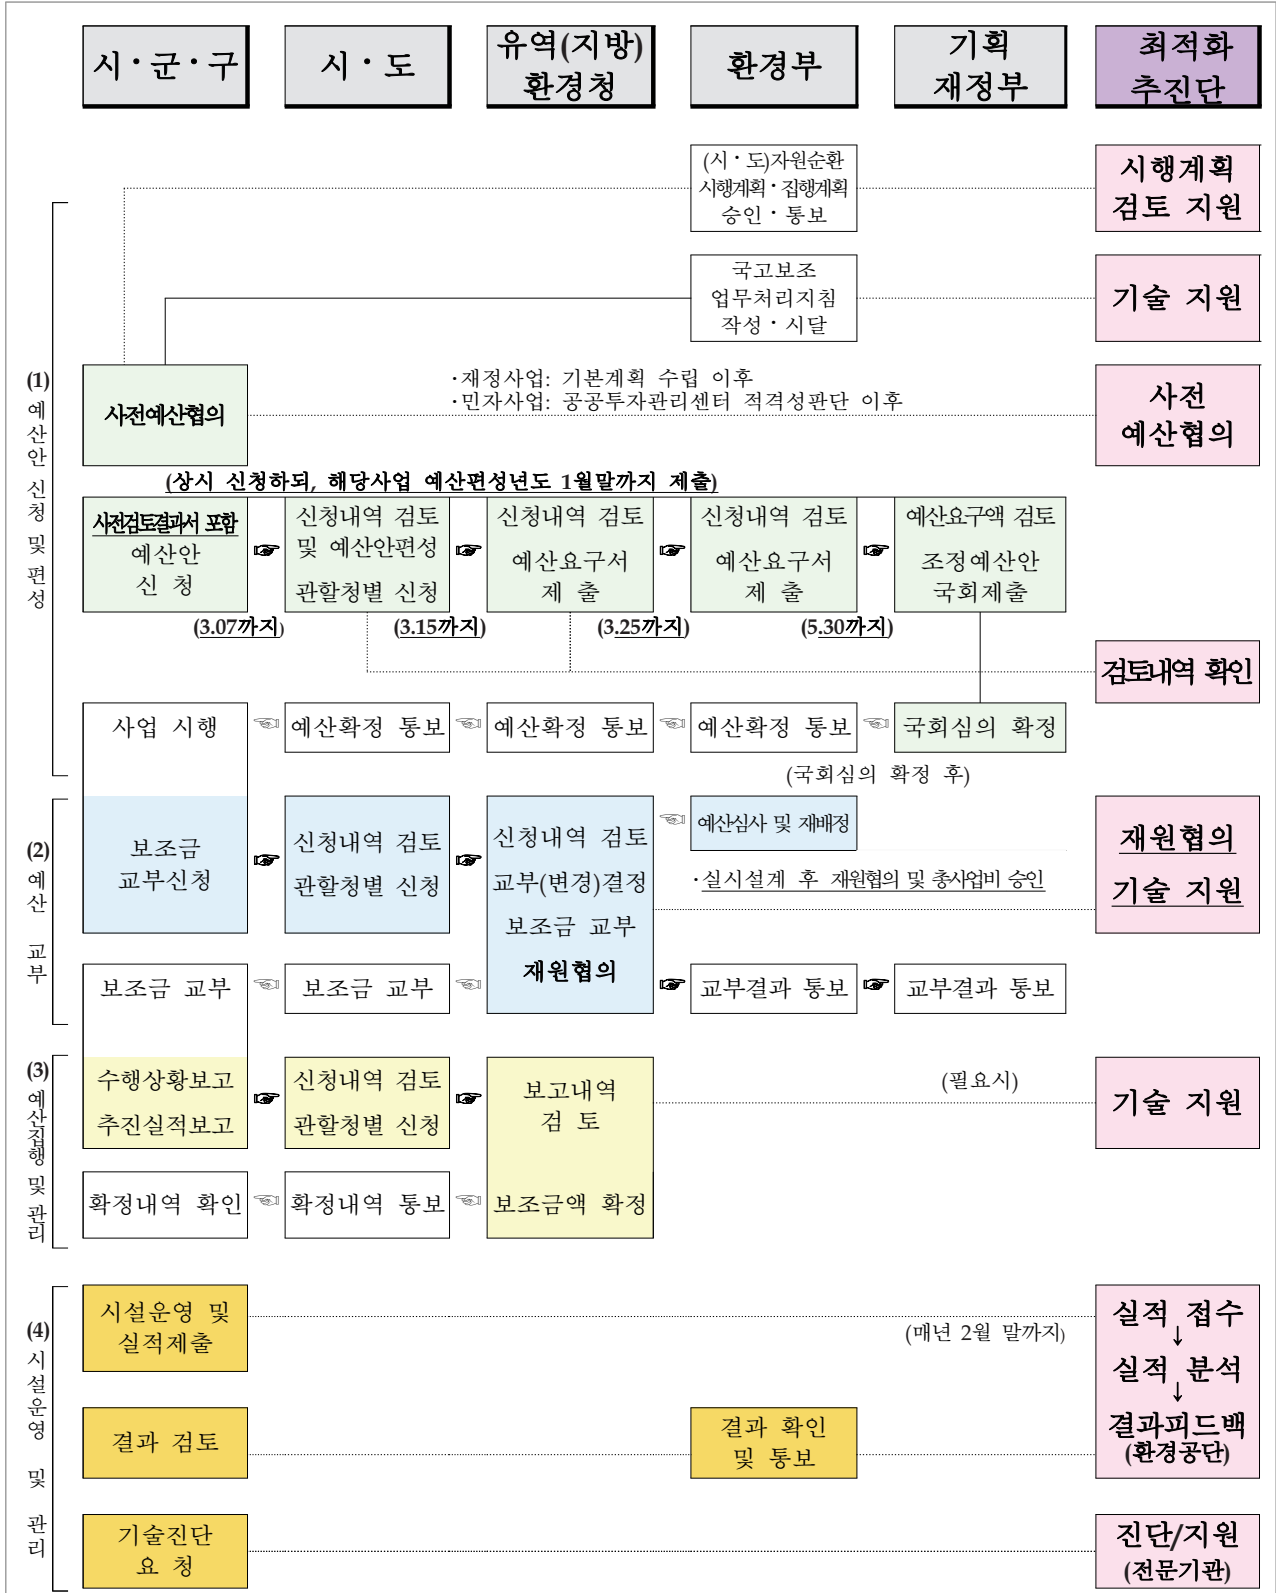 시·군·구
시·도
유역(지방)
환경청
환경부
기획
재정부
최적화
추진단
(시·도)자원순환
시행계획·집행계획
승인·통보
시행계획
검토 지원
국고보조
업무처리지침
작성·시달
기술 지원
(1)
예산안 신청 및 편성
사전예산협의
·재정사업: 기본계획 수립 이후
·민자사업: 공공투자관리센터 적격성판단 이후
사전
예산협의
(상시 신청하되, 해당사업 예산편성년도 1월말까지 제출)
사전검토결과서 포함
예산안
신 청
☞
신청내역 검토
및 예산안편성
관할청별 신청
☞
신청내역 검토
예산요구서
제 출
☞
신청내역 검토
예산요구서
제 출
☞
예산요구액 검토
조정예산안
국회제출
(3.07까지)
(3.15까지)
(3.25까지)
(5.30까지)
검토내역 확인
사업 시행
☜
예산확정 통보
☜
예산확정 통보
☜
예산확정 통보
☜
국회심의 확정
(국회심의 확정 후)
(2)
예산 교부
보조금
교부신청
☞
신청내역 검토
관할청별 신청
☞
신청내역 검토
교부(변경)결정
보조금 교부
재원협의
☜
예산심사 및 재배정
·실시설계 후 재원협의 및 총사업비 승인
재원협의
기술 지원
보조금 교부
☜
보조금 교부
☜
☞
교부결과 통보
☞
교부결과 통보
(3)
예산집행 및 관리
수행상황보고
추진실적보고
☞
신청내역 검토
관할청별 신청
☞
보고내역
검 토
(필요시)
기술 지원
확정내역 확인
☜
확정내역 통보
☜
보조금액 확정
(4)
시설운영 및 관리
시설운영 및
실적제출
(매년 2월 말까지)
실적 접수
↓
실적 분석
↓
결과피드백
(환경공단)
결과 검토
결과 확인
및 통보
기술진단
요 청
진단/지원
(전문기관)